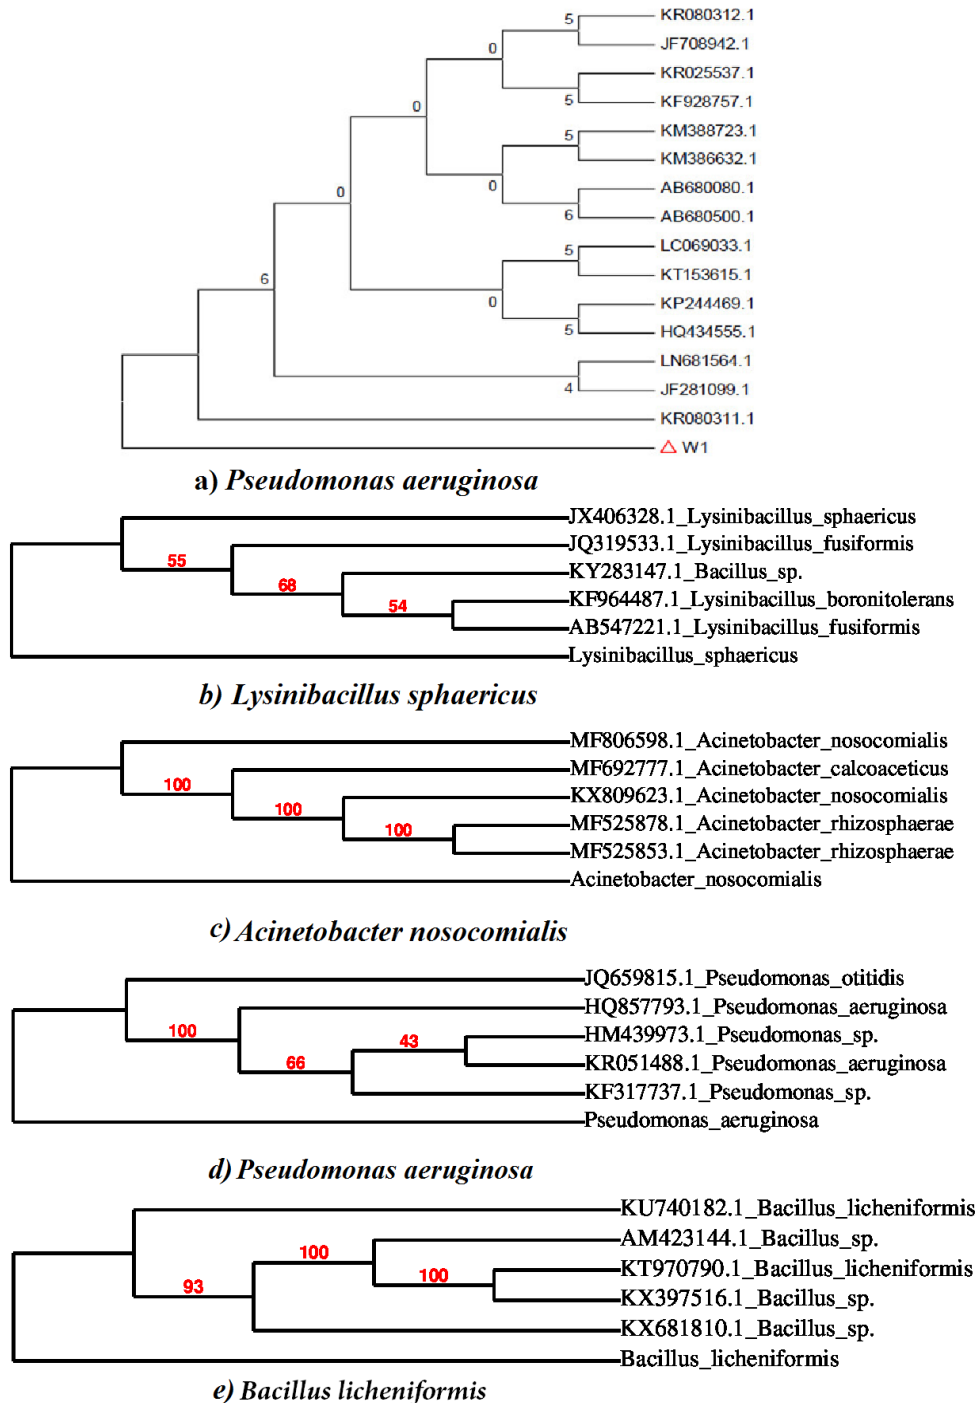 5 KR080312.1
0 JF708942.1
KR025537.1
0 5 KF928757.1
5 KM388723.1
KM386632.1
0 0 AB680080.1
6 AB680500.1
5 LC069033.1
6 KT153615.1
0 KP244469.1
5 HQ434555.1
LN681564.1
4 JF281099.1
KR080311.1
W1
a) Pseudomonas aeruginosa
JX406328.1_Lysinibacillus_sphaericus
55 JQ319533.1_Lysinibacillus_fusiformis
68 KY283147.1_Bacillus_sp.
54 KF964487.1_Lysinibacillus_boronitolerans
AB547221.1_Lysinibacillus_fusiformis
Lysinibacillus_sphaericus
b) Lysinibacillus sphaericus
MF806598.1_Acinetobacter_nosocomialis
100 MF692777.1_Acinetobacter_calcoaceticus
100 KX809623.1_Acinetobacter_nosocomialis
100 MF525878.1_Acinetobacter_rhizosphaerae
MF525853.1_Acinetobacter_rhizosphaerae
Acinetobacter_nosocomialis
c) Acinetobacter nosocomialis
JQ659815.1_Pseudomonas_otitidis
HQ857793.1_Pseudomonas_aeruginosa
100 43 HM439973.1_Pseudomonas_sp.
66 KR051488.1_Pseudomonas_aeruginosa
KF317737.1_Pseudomonas_sp.
Pseudomonas_aeruginosa
d) Pseudomonas aeruginosa
KU740182.1_Bacillus_licheniformis
100 AM423144.1_Bacillus_sp.
100 KT970790.1_Bacillus_licheniformis
93 KX397516.1_Bacillus_sp.
KX681810.1_Bacillus_sp.
Bacillus_licheniformis
e) Bacillus licheniformis